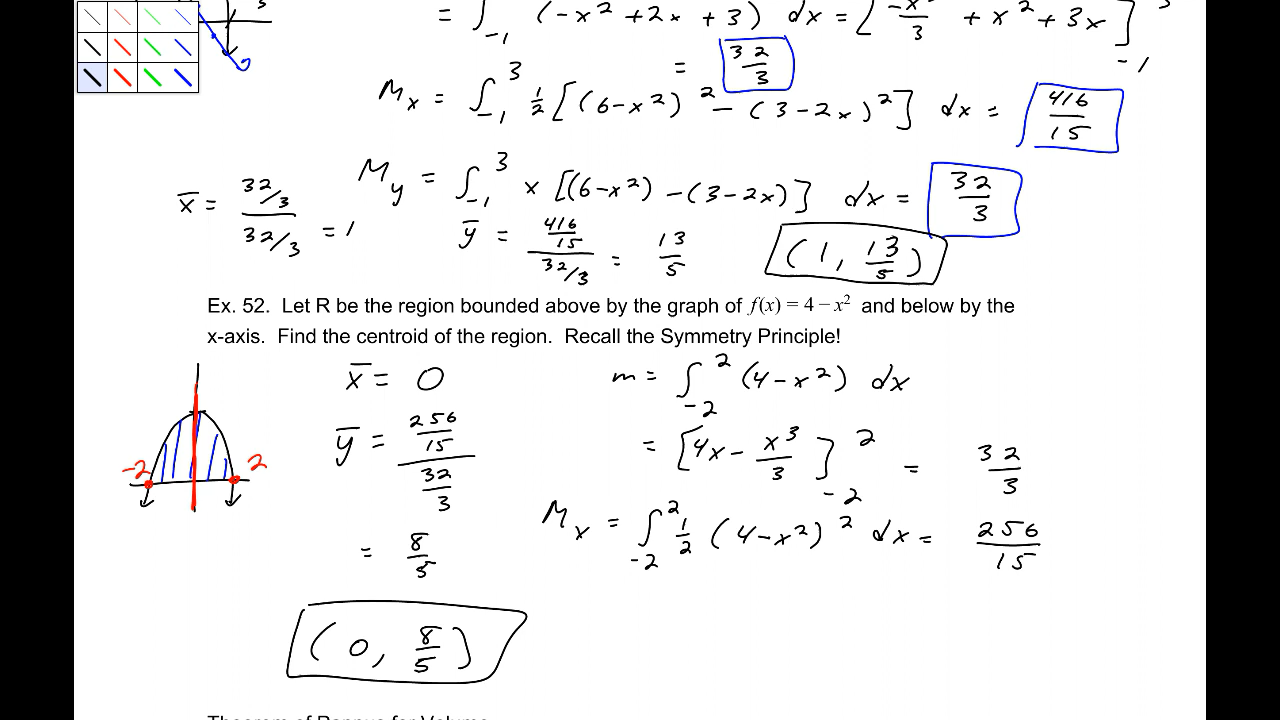 = ∫_{-1} (-x² + 2x + 3) dx = [-x³/3 + x² + 3x]_{-1}^{3}
= 32/3
M_x = ∫_{-1}^{3} 1/2 [(6-x²)² - (3-2x)²] dx = 416/15
M_y = ∫_{-1}^{3} x [(6-x²) - (3-2x)] dx = 32/3
x̄ = (32/3)/(32/3) = 1
ȳ = (416/15)/(32/3) = 13/5
(1, 13/5)
Ex. 52. Let R be the region bounded above by the graph of f(x) = 4 − x² and below by the
x-axis. Find the centroid of the region. Recall the Symmetry Principle!
-2 2
x̄ = 0
ȳ = (256/15)/(32/3)
= 8/5
(0, 8/5)
m = ∫_{-2}^{2} (4-x²) dx
= [4x - x³/3]_{-2}^{2} = 32/3
M_x = ∫_{-2}^{2} 1/2 (4-x²)² dx = 256/15
Theorem of Pappus for Volume